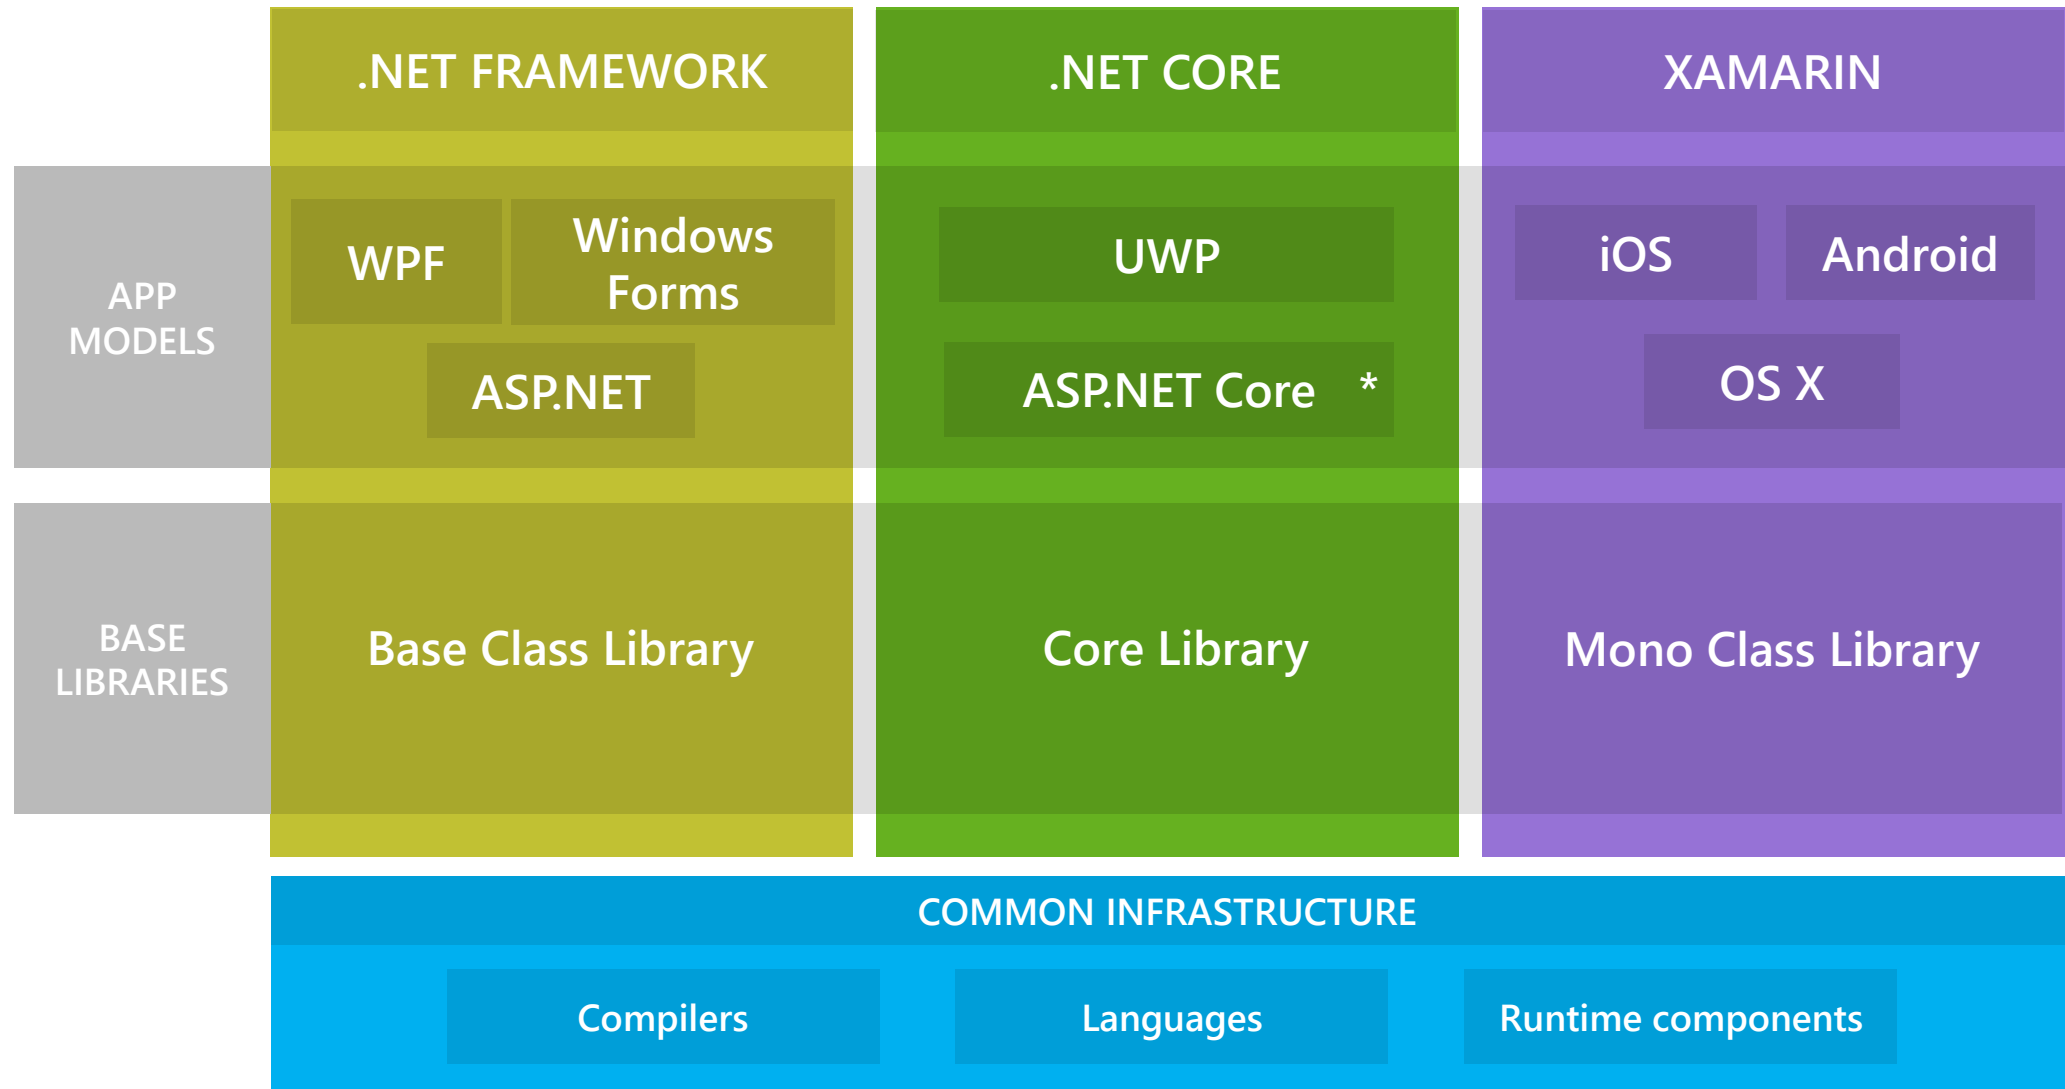 .NET FRAMEWORK
.NET CORE
XAMARIN
APP
MODELS
WPF
Windows
Forms
ASP.NET
UWP
ASP.NET Core *
iOS
Android
OS X
BASE
LIBRARIES
Base Class Library
Core Library
Mono Class Library
COMMON INFRASTRUCTURE
Compilers
Languages
Runtime components